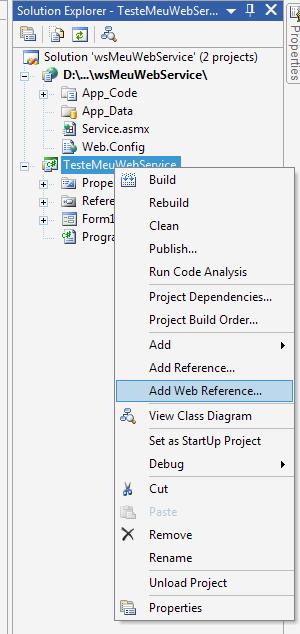 Solution Explorer - TesteMeuWebSer...
Properties
Solution 'wsMeuWebService' (2 projects)
D:\...\wsMeuWebService\
App_Code
App_Data
Service.asmx
Web.Config
TesteMeuWebService
Prope
Refere
Form1
Progra
Build
Rebuild
Clean
Publish...
Run Code Analysis
Project Dependencies...
Project Build Order...
Add
Add Reference...
Add Web Reference...
View Class Diagram
Set as StartUp Project
Debug
Cut
Paste
Remove
Rename
Unload Project
Properties